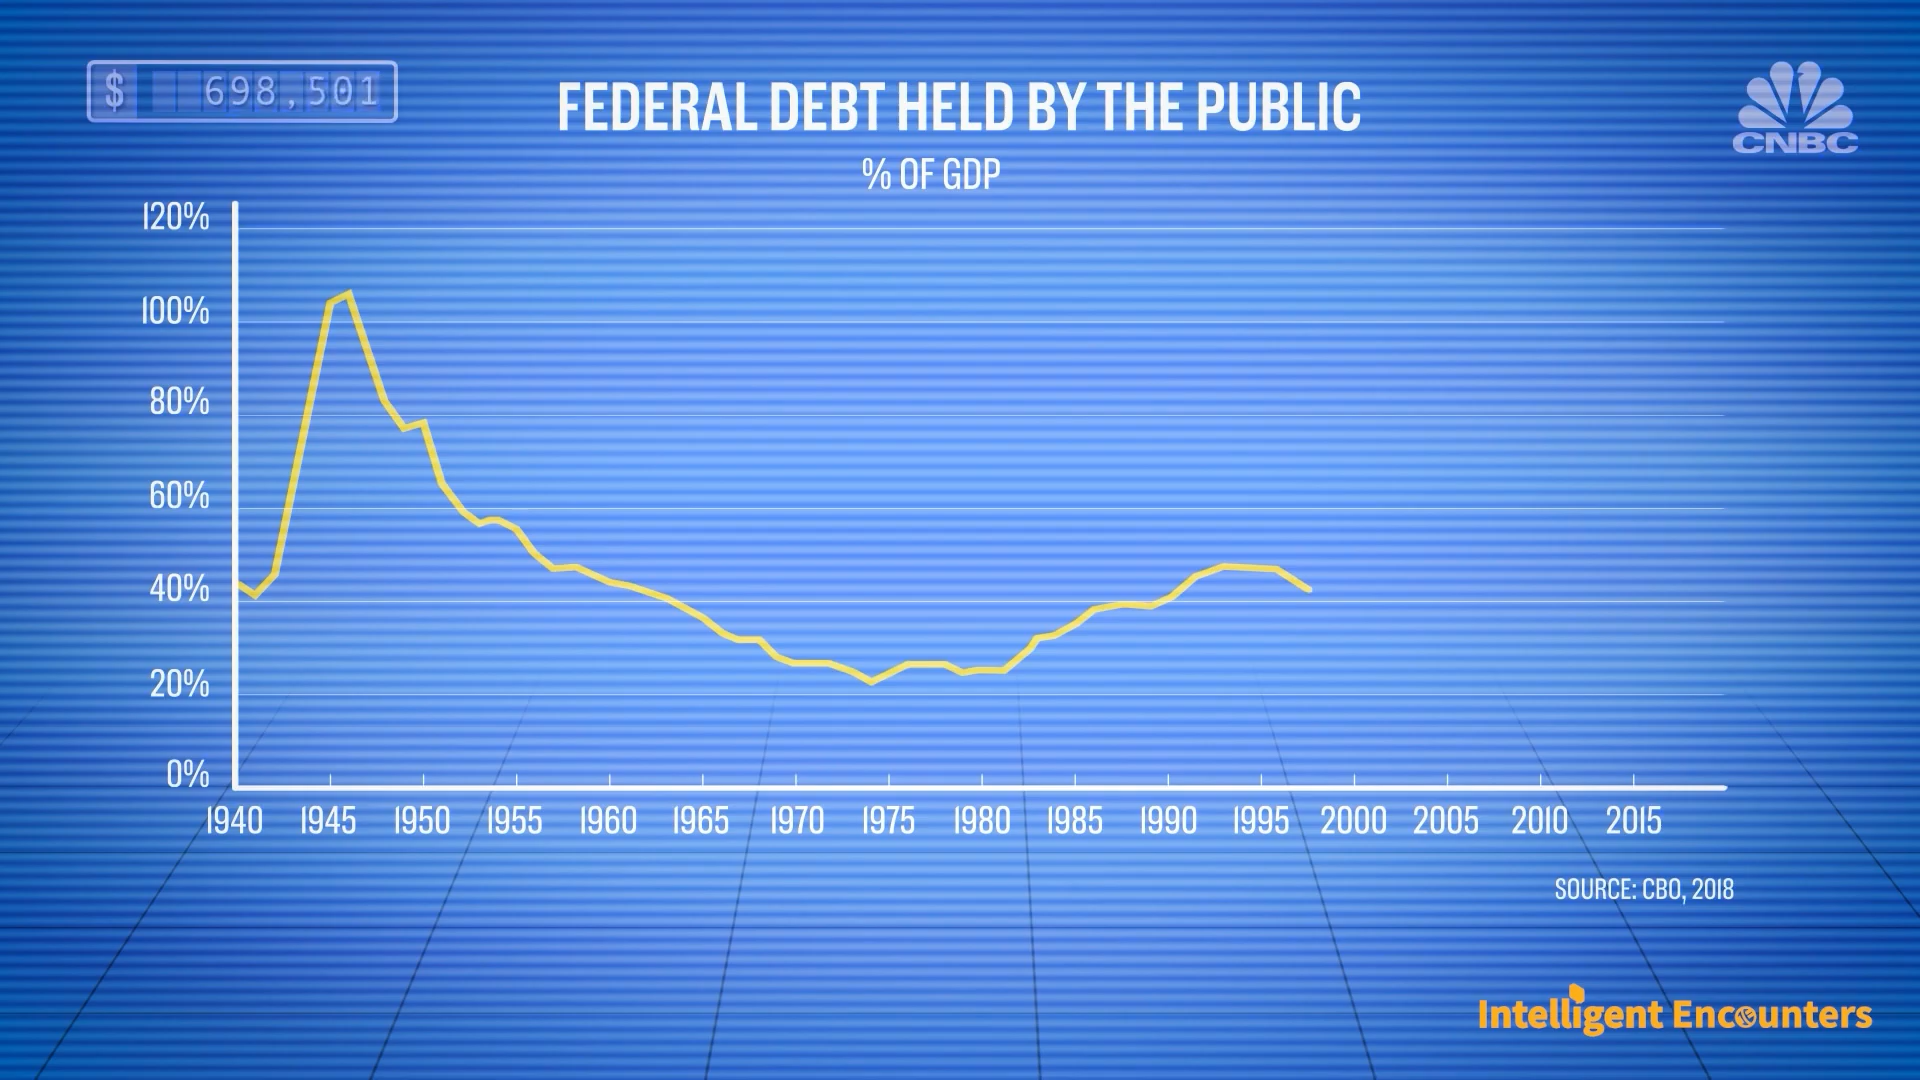 $ 698,501
FEDERAL DEBT HELD BY THE PUBLIC
CNBC
% OF GDP
120%
100%
80%
60%
40%
20%
0%
1940 1945 1950 1955 1960 1965 1970 1975 1980 1985 1990 1995 2000 2005 2010 2015
SOURCE: CBO, 2018
Intelligent Encounters